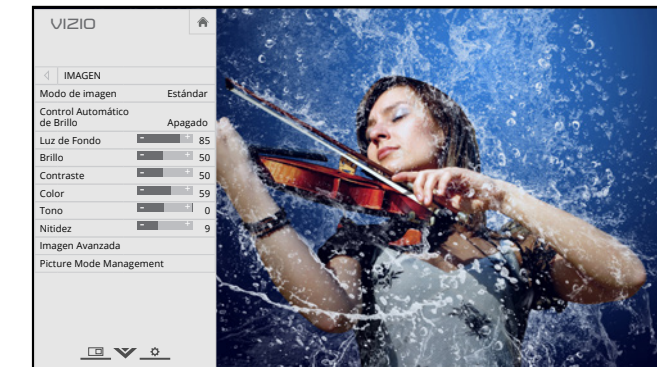 VIZIO
IMAGEN
Modo de imagen Estándar
Control Automático
de Brillo Apagado
Luz de Fondo - + 85
Brillo - + 50
Contraste - + 50
Color - + 59
Tono - + 0
Nitidez - + 9
Imagen Avanzada
Picture Mode Management